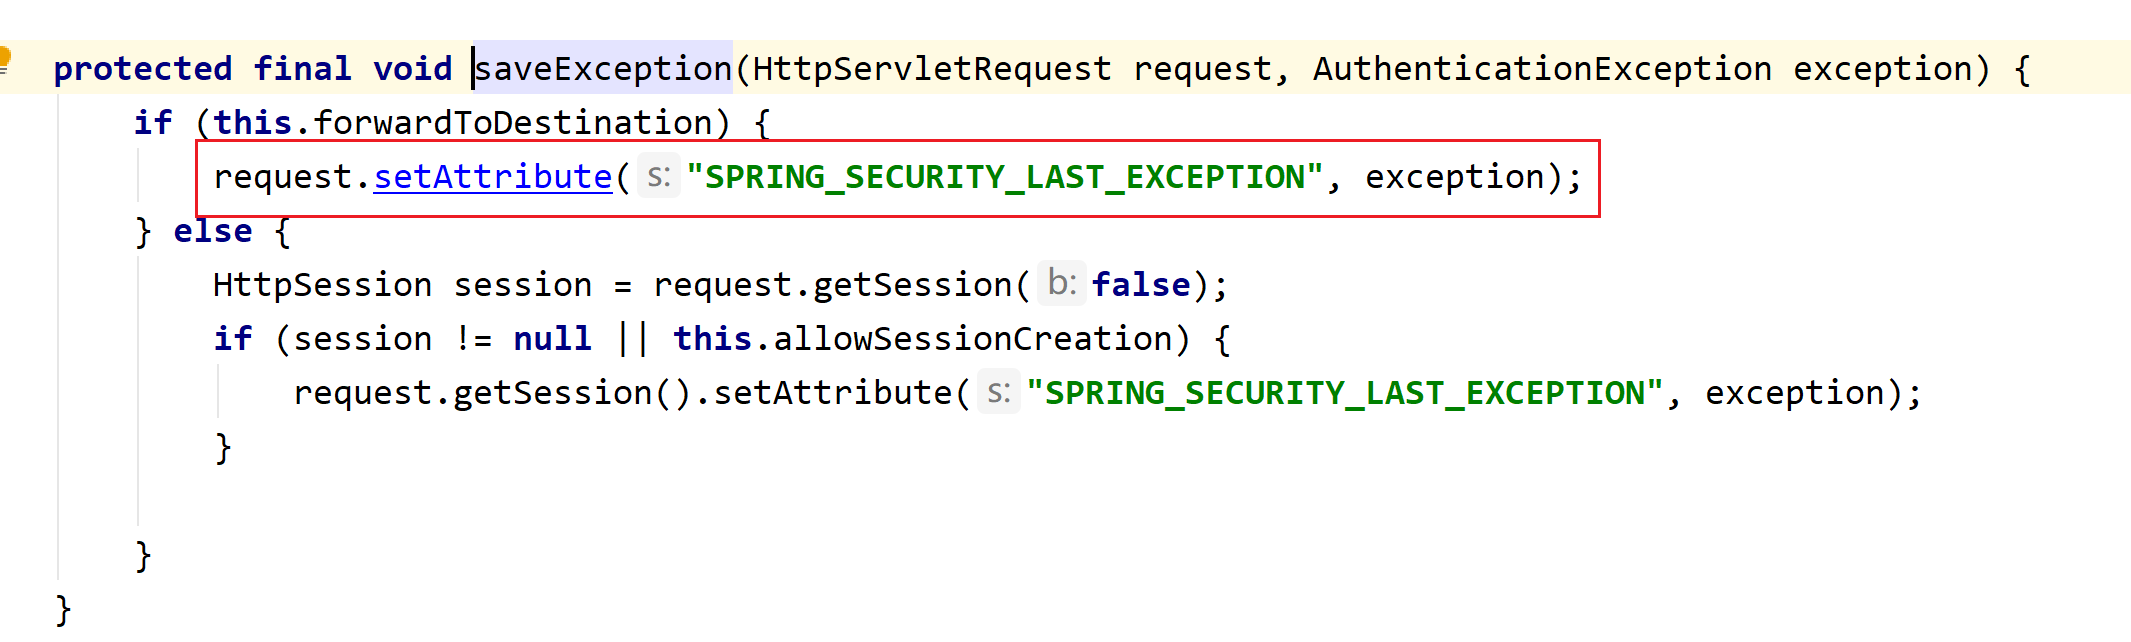 protected final void saveException(HttpServletRequest request, AuthenticationException exception) {
    if (this.forwardToDestination) {
        request.setAttribute( s: "SPRING_SECURITY_LAST_EXCEPTION", exception);
    } else {
        HttpSession session = request.getSession( b: false);
        if (session != null || this.allowSessionCreation) {
            request.getSession().setAttribute( s: "SPRING_SECURITY_LAST_EXCEPTION", exception);
        }
    }
}